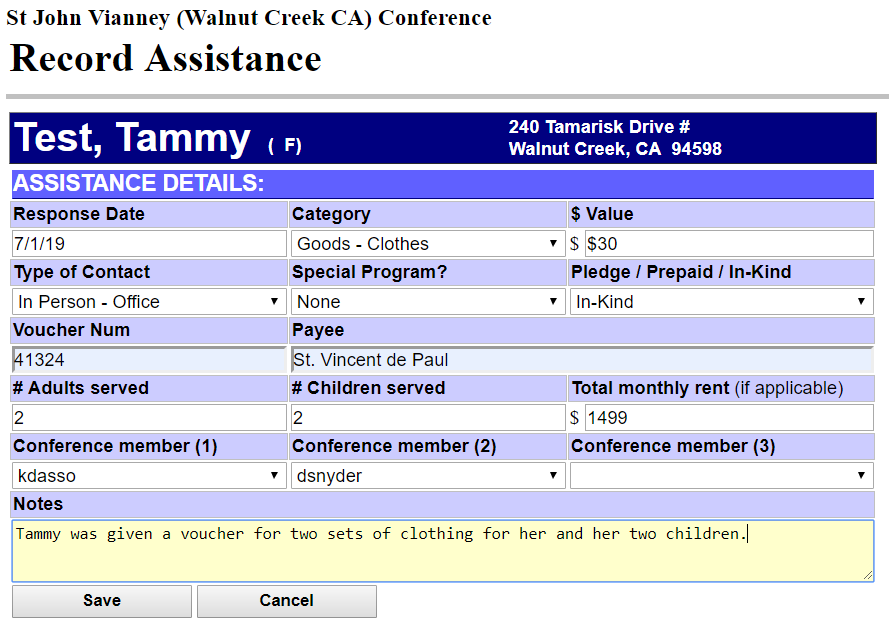 St John Vianney (Walnut Creek CA) Conference
Record Assistance
Test, Tammy ( F) 240 Tamarisk Drive #
Walnut Creek, CA 94598
ASSISTANCE DETAILS:
Response Date Category $ Value
7/1/19 Goods - Clothes $ $30
Type of Contact Special Program? Pledge / Prepaid / In-Kind
In Person - Office None In-Kind
Voucher Num Payee
41324 St. Vincent de Paul
# Adults served # Children served Total monthly rent (if applicable)
2 2 $ 1499
Conference member (1) Conference member (2) Conference member (3)
kdasso dsnyder
Notes
Tammy was given a voucher for two sets of clothing for her and her two children.
Save Cancel